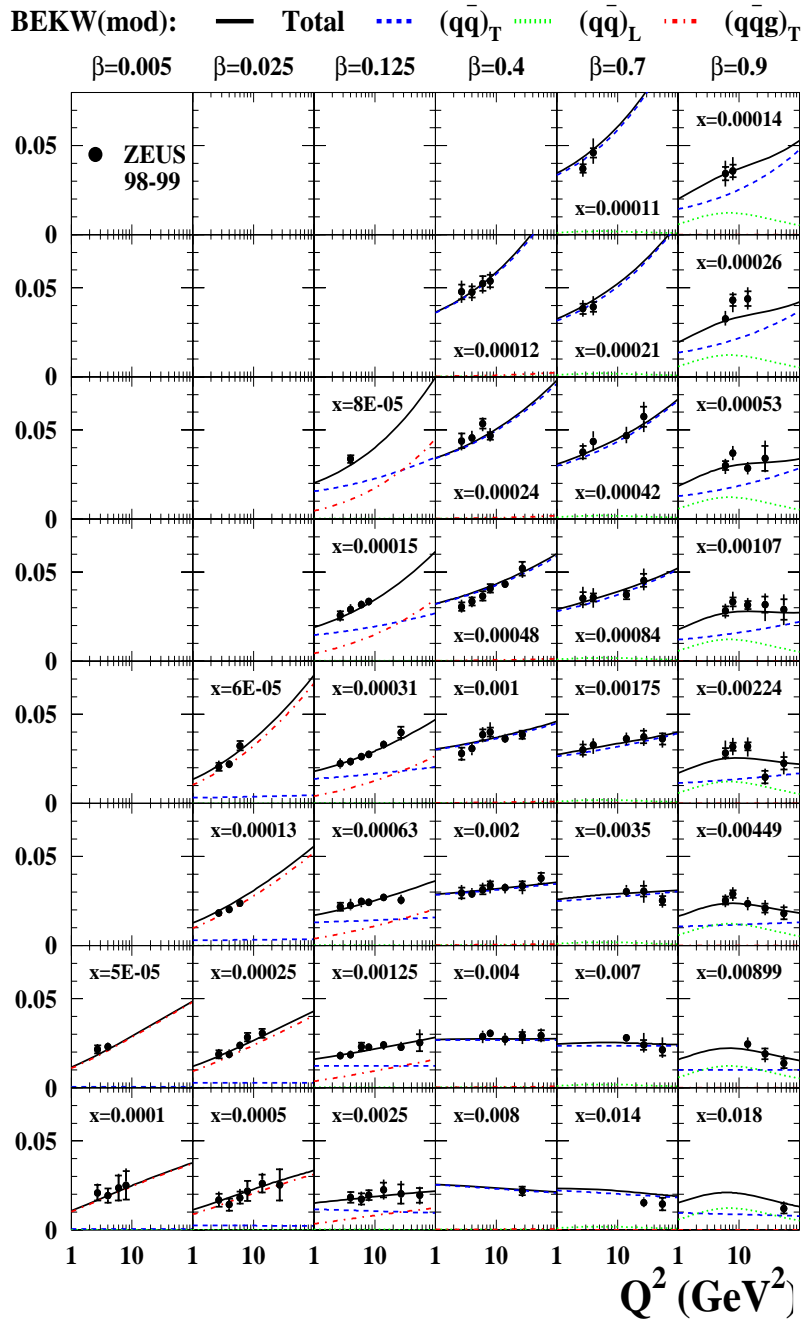 BEKW(mod): Total (qq̄)T (qq̄)L (qq̄g)T
β=0.005 β=0.025 β=0.125 β=0.4 β=0.7 β=0.9
0.05 ZEUS 98-99 x=0.00011 x=0.00014
0
0.05 x=0.00012 x=0.00021 x=0.00026
0
0.05 x=8E-05 x=0.00024 x=0.00042 x=0.00053
0
0.05 x=0.00015 x=0.00048 x=0.00084 x=0.00107
0
0.05 x=6E-05 x=0.00031 x=0.001 x=0.00175 x=0.00224
0
0.05 x=0.00013 x=0.00063 x=0.002 x=0.0035 x=0.00449
0
0.05 x=5E-05 x=0.00025 x=0.00125 x=0.004 x=0.007 x=0.00899
0
0.05 x=0.0001 x=0.0005 x=0.0025 x=0.008 x=0.014 x=0.018
0
1 10 1 10 1 10 1 10 1 10 1 10
Q² (GeV²)